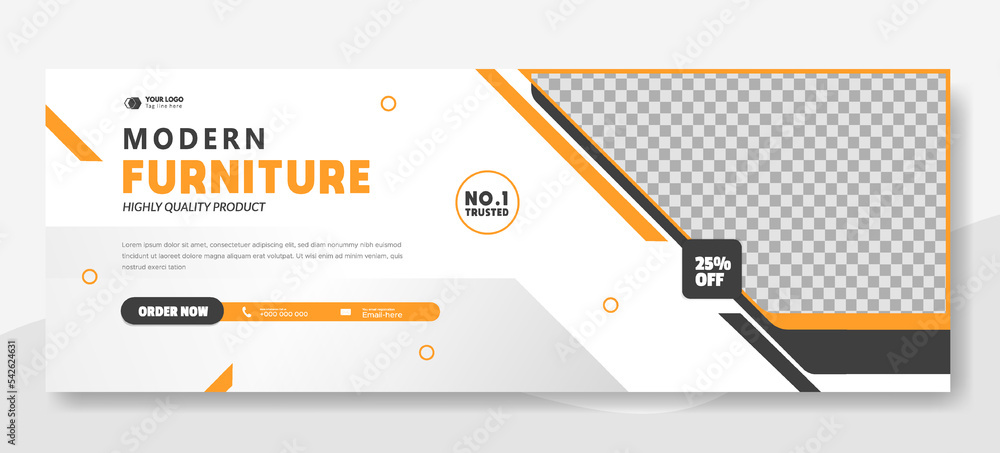 YOUR LOGO
Tag line here
MODERN
FURNITURE
HIGHLY QUALITY PRODUCT
Lorem ipsum dolor sit amet, consectetuer adipiscing elit, sed diam
nonummy nibh euismod tincidunt ut laoreet dolore magna aliquam erat
volutpat. Ut wisi enim ad minim veniam, quis nostrud exerci
tation
ORDER NOW
+000 000 000
Email-here
NO.1
TRUSTED
25%
OFF
Adobe Stock | #542624631